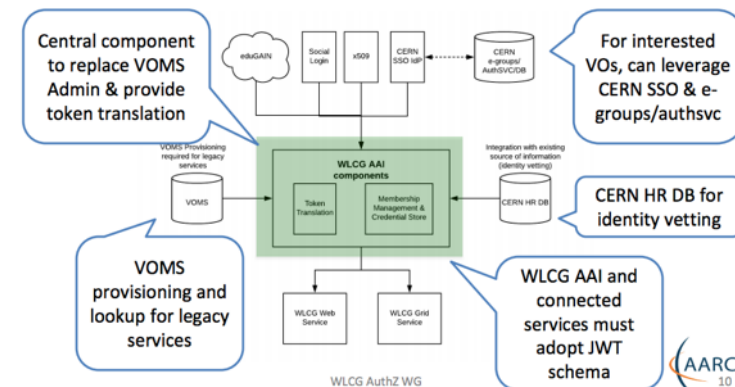 Central component
to replace VOMS
Admin & provide
token translation
eduGAIN
Social
Login
x509
CERN
SSO IdP
CERN
e-groups/
AuthSVC/DB
For interested
VOs, can leverage
CERN SSO & e-
groups/authsvc
VOMS Provisioning
required for legacy
services
VOMS
WLCG AAI
components
Token
Translation
Membership
Management &
Credential Store
Integration with existing
source of information
(identity vetting)
CERN HR DB
CERN HR DB for
identity vetting
VOMS
provisioning and
lookup for legacy
services
WLCG Web
Service
WLCG Grid
Service
WLCG AAI and
connected
services must
adopt JWT
schema
WLCG AuthZ WG
AARC
10